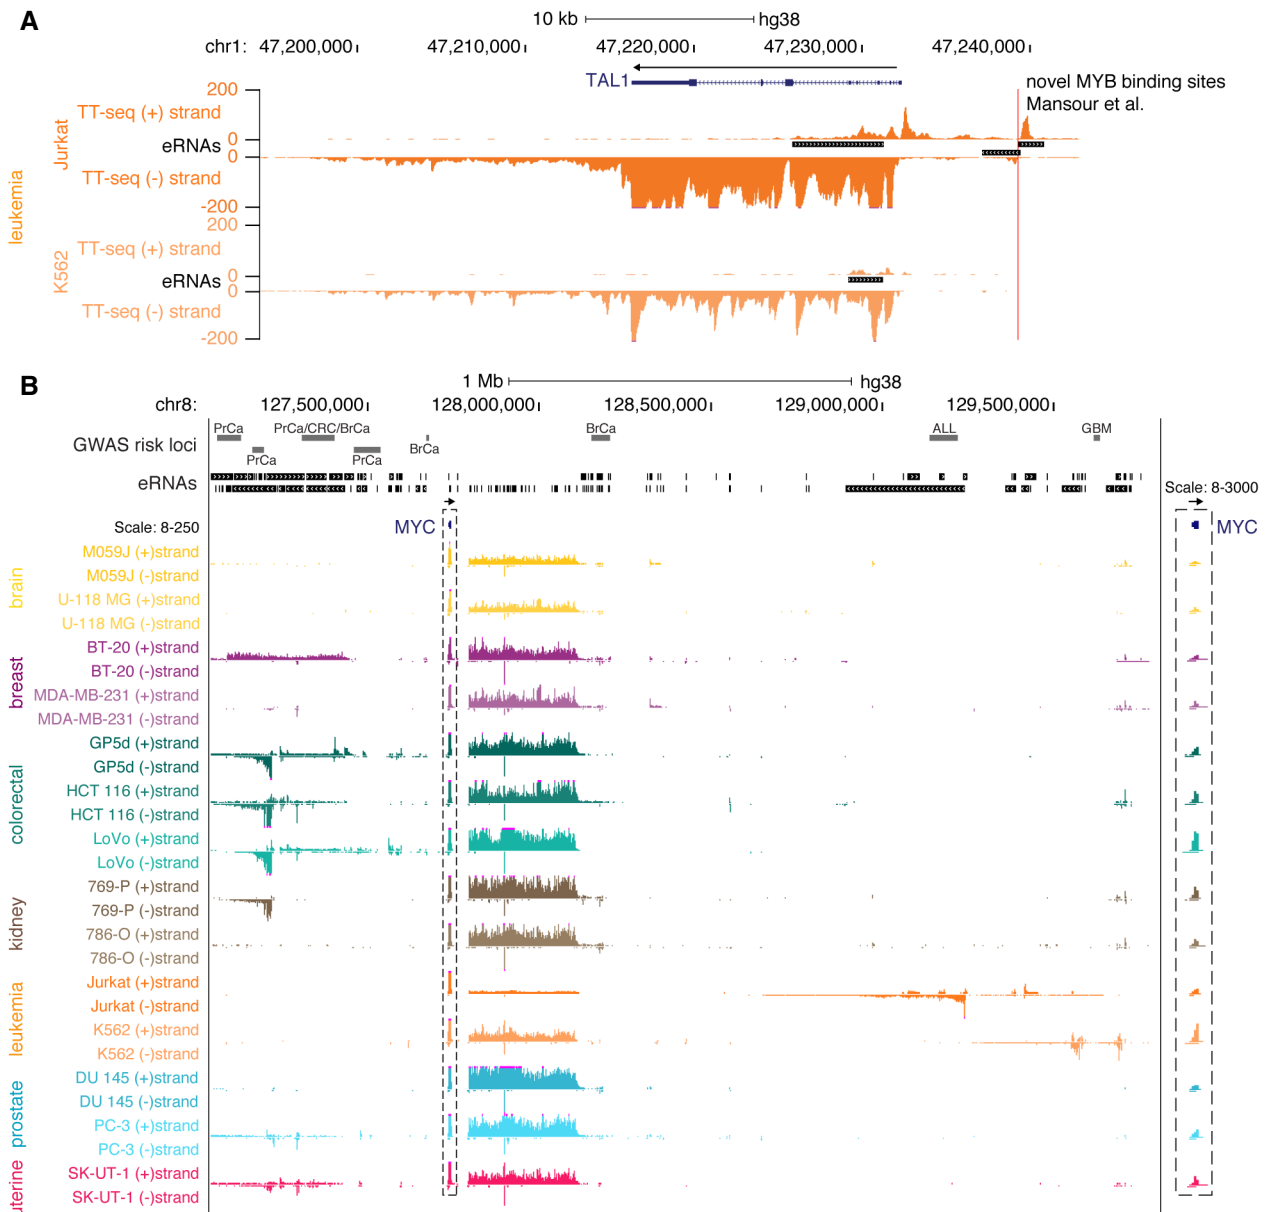 A
10 kb hg38
chr1: 47,200,000 47,210,000 47,220,000 47,230,000 47,240,000
TAL1
novel MYB binding sites
Mansour et al.
leukemia
Jurkat
200
TT-seq (+) strand
0
eRNAs
0
TT-seq (-) strand
-200
K562
200
TT-seq (+) strand
0
eRNAs
0
TT-seq (-) strand
-200
B
1 Mb hg38
chr8: 127,500,000 128,000,000 128,500,000 129,000,000 129,500,000
PrCa PrCa/CRC/BrCa BrCa ALL GBM
GWAS risk loci
PrCa PrCa BrCa
eRNAs
Scale: 8-3000
Scale: 8-250 MYC MYC
brain
M059J (+)strand
M059J (-)strand
U-118 MG (+)strand
U-118 MG (-)strand
breast
BT-20 (+)strand
BT-20 (-)strand
MDA-MB-231 (+)strand
MDA-MB-231 (-)strand
colorectal
GP5d (+)strand
GP5d (-)strand
HCT 116 (+)strand
HCT 116 (-)strand
LoVo (+)strand
LoVo (-)strand
kidney
769-P (+)strand
769-P (-)strand
786-O (+)strand
786-O (-)strand
leukemia
Jurkat (+)strand
Jurkat (-)strand
K562 (+)strand
K562 (-)strand
prostate
DU 145 (+)strand
DU 145 (-)strand
PC-3 (+)strand
PC-3 (-)strand
uterine
SK-UT-1 (+)strand
SK-UT-1 (-)strand